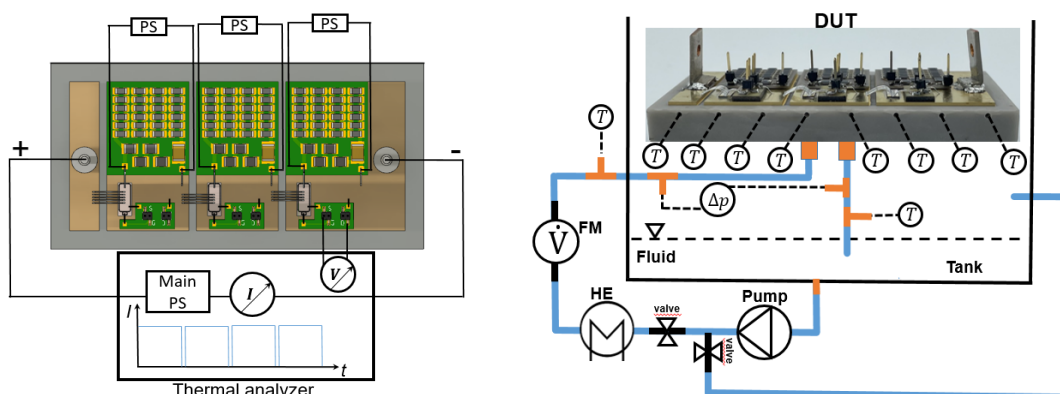 PS
PS
PS
+
-
V
Main
PS
I
I
t
Thermal analyzer
DUT
T
T
T
T
T
T
T
T
T
Δp
T
V̇
FM
Fluid
Tank
HE
valve
Pump
valve